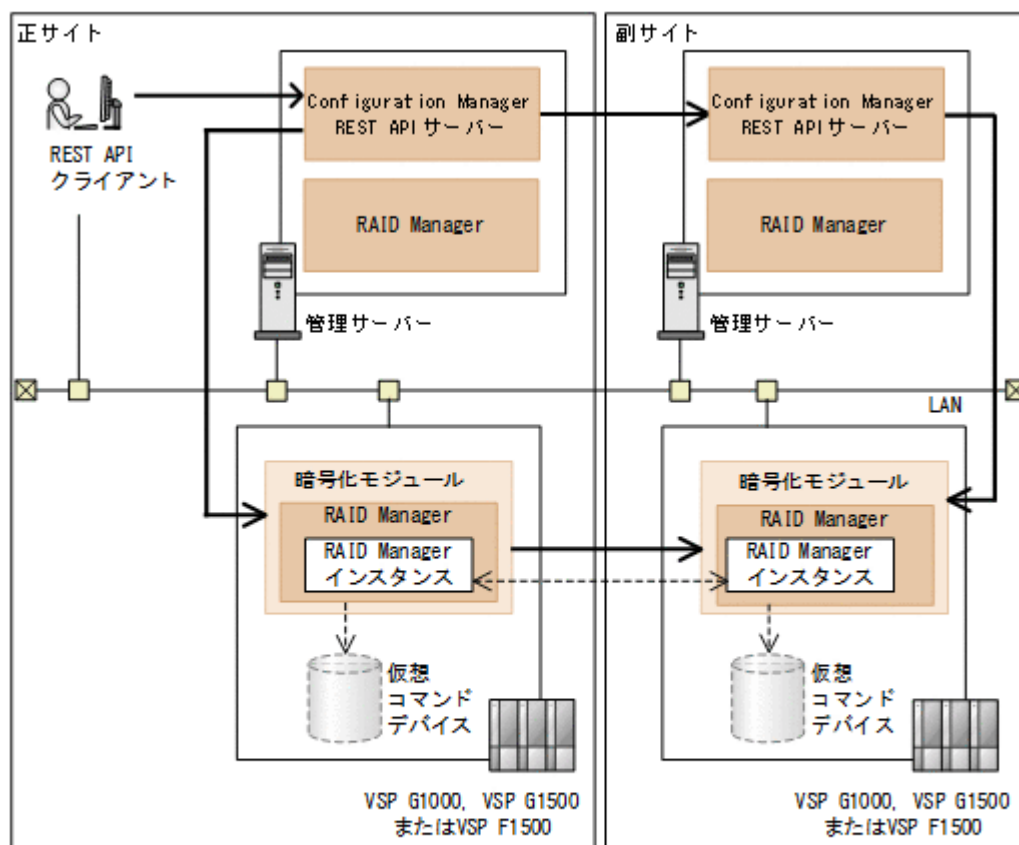 正サイト
REST API
クライアント
Configuration Manager
REST APIサーバー
RAID Manager
管理サーバー
副サイト
Configuration Manager
REST APIサーバー
RAID Manager
管理サーバー
LAN
暗号化モジュール
RAID Manager
RAID Manager
インスタンス
仮想
コマンド
デバイス
VSP G1000, VSP G1500
またはVSP F1500
暗号化モジュール
RAID Manager
RAID Manager
インスタンス
仮想
コマンド
デバイス
VSP G1000, VSP G1500
またはVSP F1500